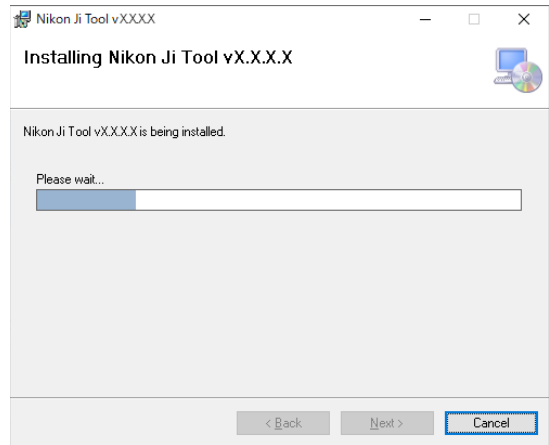 Nikon Ji Tool vXXXX
Installing Nikon Ji Tool vX.X.X.X
Nikon Ji Tool vX.X.X.X is being installed.
Please wait...
< Back Next > Cancel